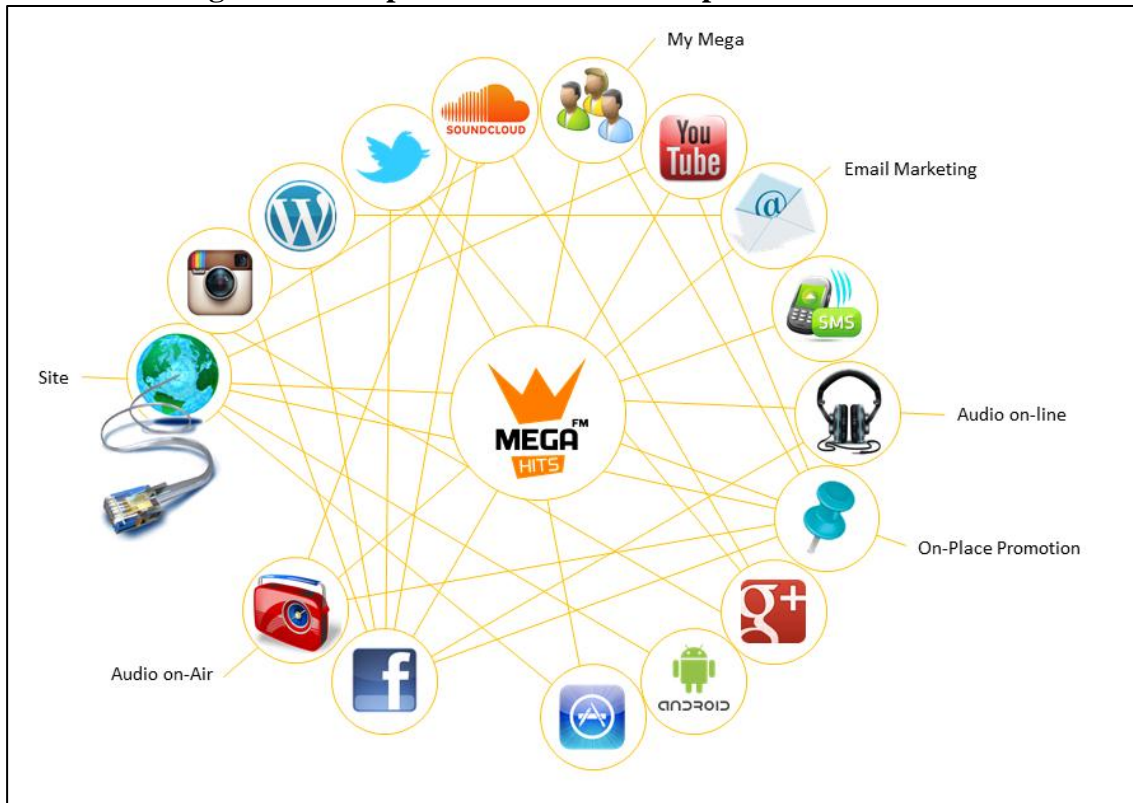 My Mega
SOUNDCLOUD
You
Tube
Email Marketing
@
W
SMS
Site
Audio on-line
MEGA FM
HITS
On-Place Promotion
g+
Audio on-Air
f
ANDROID